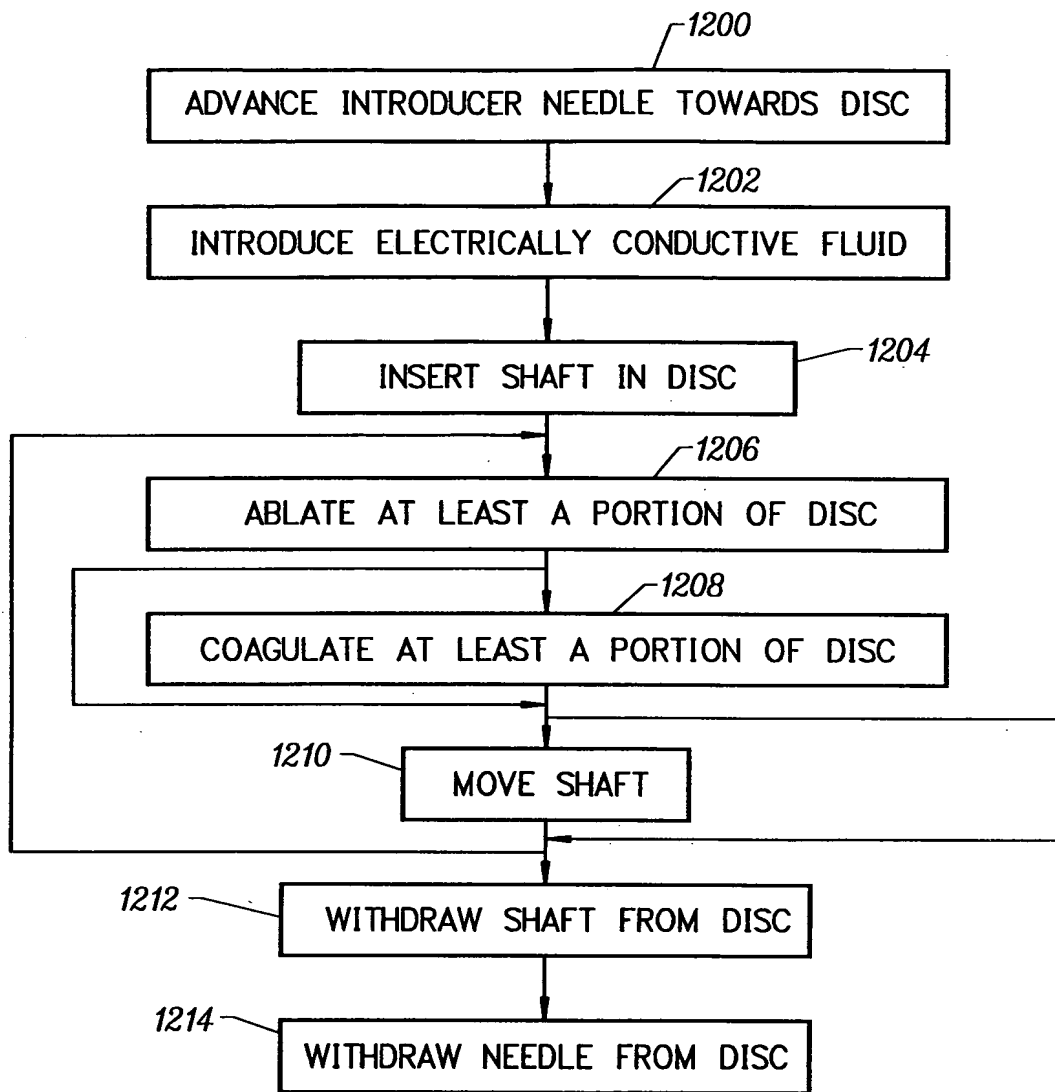 1200
ADVANCE INTRODUCER NEEDLE TOWARDS DISC
1202
INTRODUCE ELECTRICALLY CONDUCTIVE FLUID
1204
INSERT SHAFT IN DISC
1206
ABLATE AT LEAST A PORTION OF DISC
1208
COAGULATE AT LEAST A PORTION OF DISC
1210
MOVE SHAFT
1212
WITHDRAW SHAFT FROM DISC
1214
WITHDRAW NEEDLE FROM DISC